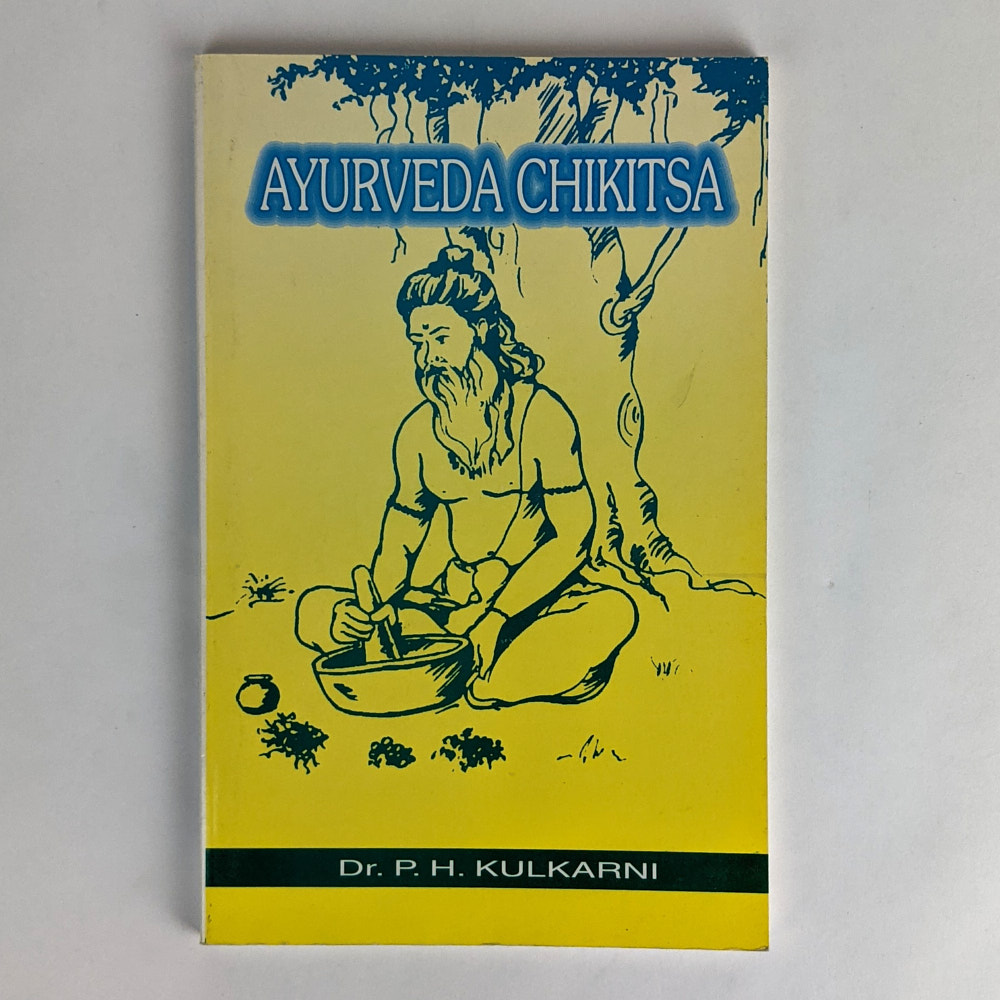 AYURVEDA CHIKITSA
Dr. P. H. KULKARNI